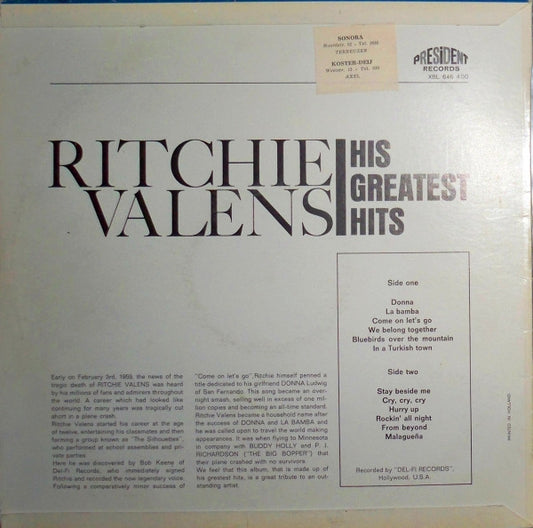 SONORA
TERNEUZEN
KOSTER-DEIJ
AXEL
PRESIDENT
RECORDS
RITCHIE
VALENS
HIS
GREATEST
HITS
Side one
Donna
La bamba
Come on let's go
We belong together
Bluebirds over the mountain
In a Turkish town
Side two
Stay beside me
Cry, cry, cry
Hurry up
Rockin' all night
From beyond
Malagueña
Recorded by "DEL-FI RECORDS",
Hollywood, U.S.A.
PRINTED IN HOLLAND
Early on February 3rd, 1959, the news of the
tragic death of RITCHIE VALENS was heard
by his millions of fans and admirers throughout
the world. A career which had looked like
continuing for many years was tragically cut
short in a plane crash.
Ritchie Valens started his career at the age
of twelve, entertaining his classmates and then
forming a group known as "The Silhouettes",
who performed at school assemblies and pri-
vate parties
Here he was discovered by Bob Keene of
Del-Fi Records, who immediately signed
Ritchie and recorded the now legendary voice.
Following a comparatively minor success of
"Come on let's go", Ritchie himself penned a
title dedicated to his girlfriend DONNA Ludwig
of San Fernando. This song became an over-
night smash, selling well in excess of one mil-
lion copies and becoming an all-time standard.
Ritchie Valens became a household name after
the success of DONNA and LA BAMBA and
he was called upon to travel the world making
appearances. It was when flying to Minnesota
in company with BUDDY HOLLY and P. J.
RICHARDSON ("THE BIG BOPPER") that
their plane crashed with no survivors.
We feel that this album, that is made up of
his greatest hits, is a great tribute to an out-
standing artist.